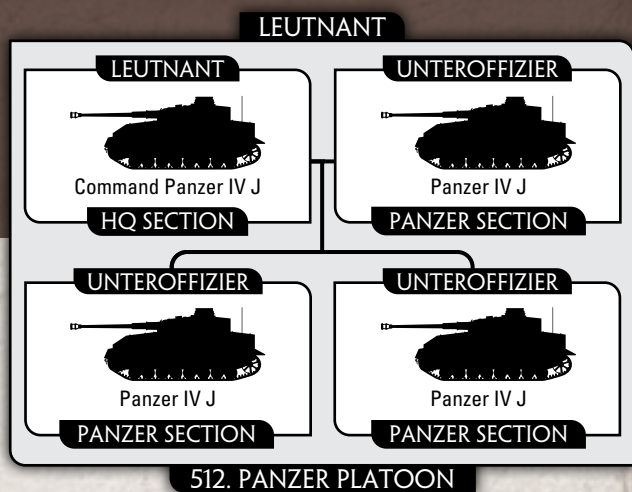 LEUTNANT
LEUTNANT
Command Panzer IV J
HQ SECTION
UNTEROFFIZIER
Panzer IV J
PANZER SECTION
UNTEROFFIZIER
Panzer IV J
PANZER SECTION
UNTEROFFIZIER
Panzer IV J
PANZER SECTION
512. PANZER PLATOON